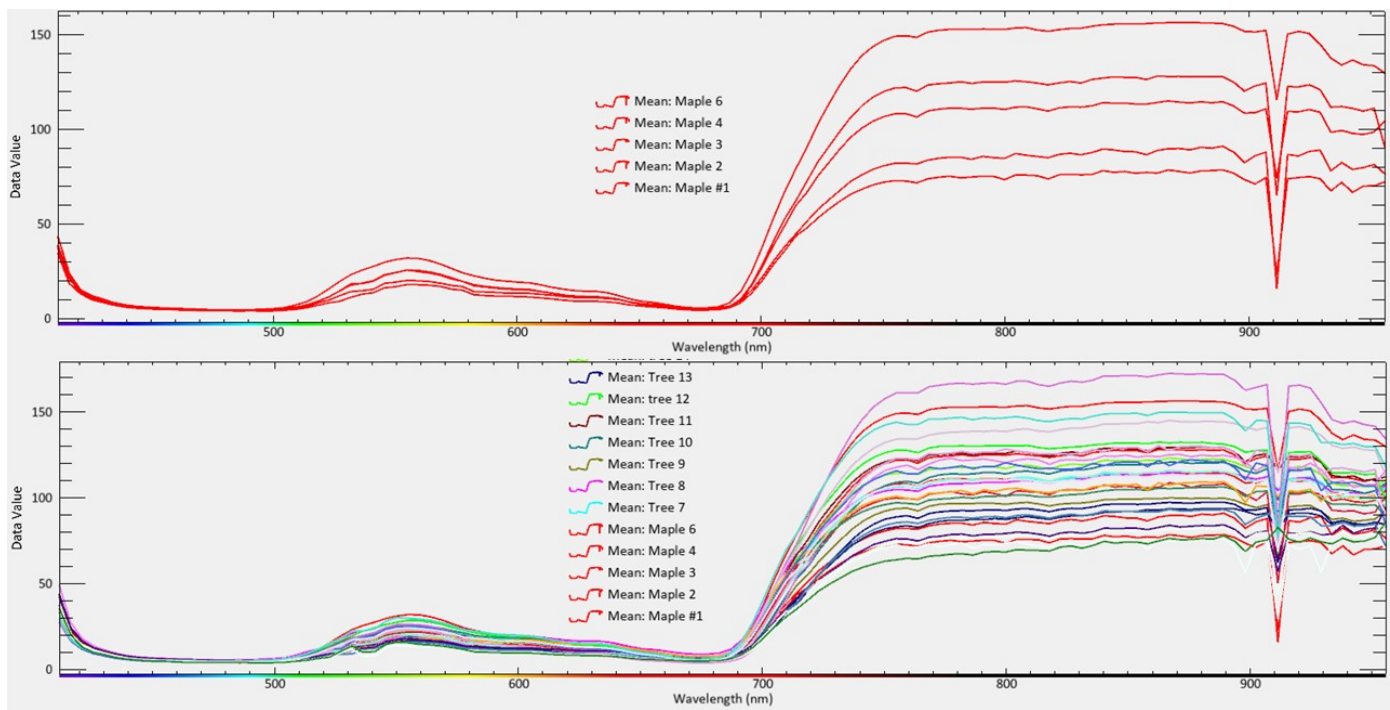 150
100
50
0
Data Value
Mean: Maple 6
Mean: Maple 4
Mean: Maple 3
Mean: Maple 2
Mean: Maple #1
500
600
700
800
900
Wavelength (nm)
150
100
50
0
Data Value
Mean: Tree 13
Mean: tree 12
Mean: Tree 11
Mean: Tree 10
Mean: Tree 9
Mean: Tree 8
Mean: Tree 7
Mean: Maple 6
Mean: Maple 4
Mean: Maple 3
Mean: Maple 2
Mean: Maple #1
500
600
700
800
900
Wavelength (nm)